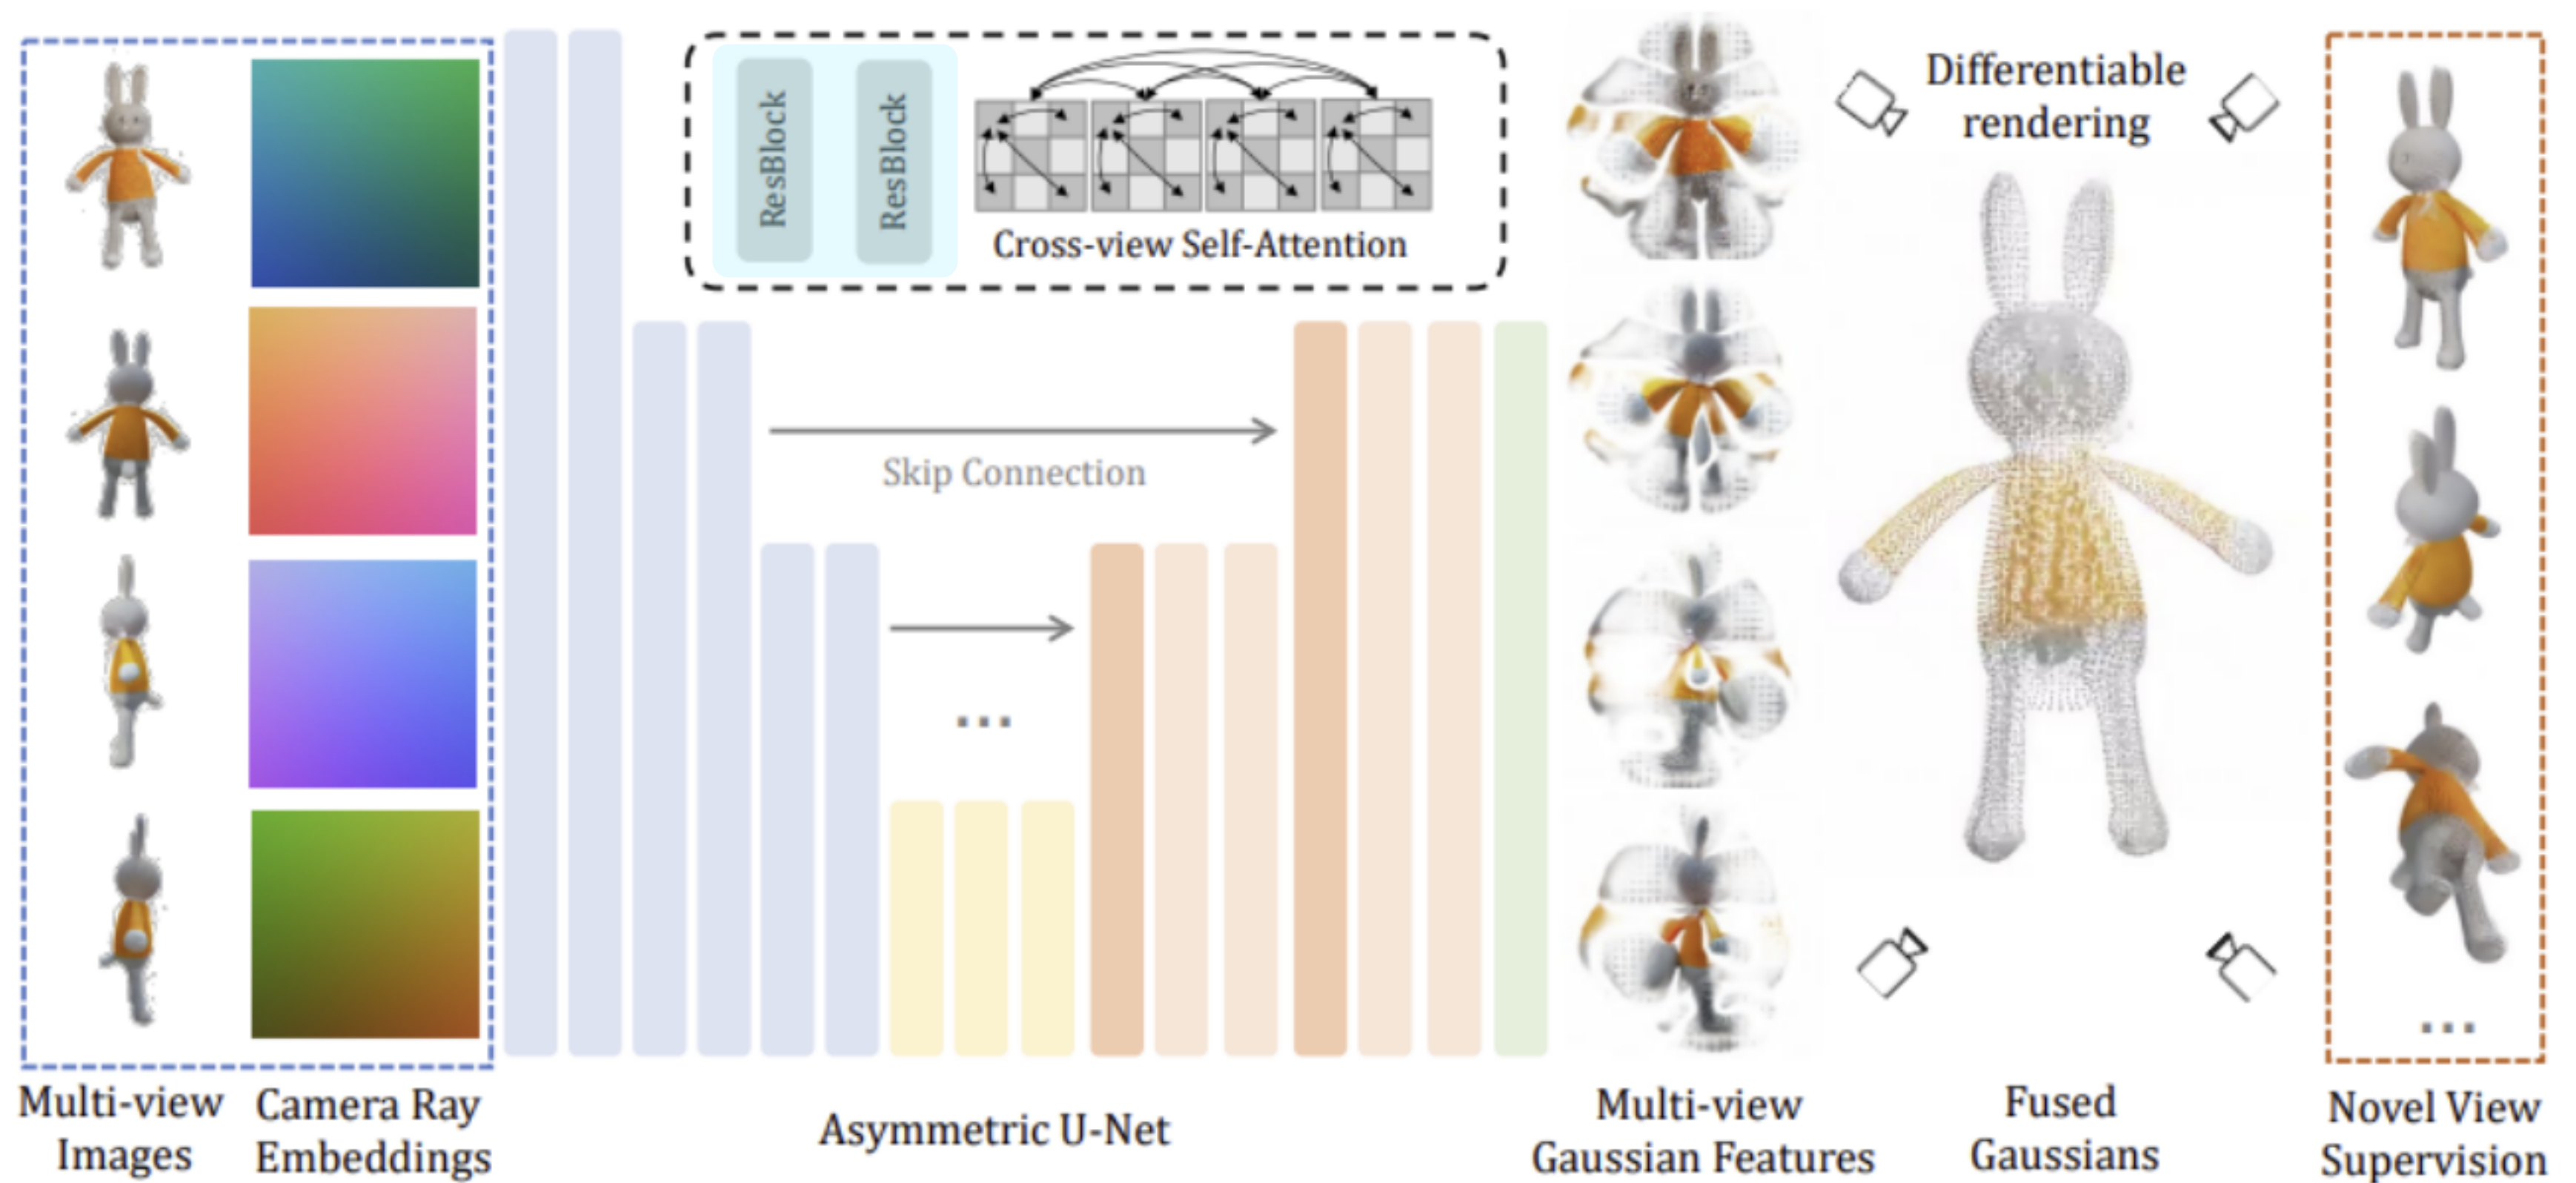 ResBlock
ResBlock
Cross-view Self-Attention
Differentiable
rendering
Skip Connection
...
...
Multi-view
Images
Camera Ray
Embeddings
Asymmetric U-Net
Multi-view
Gaussian Features
Fused
Gaussians
Novel View
Supervision